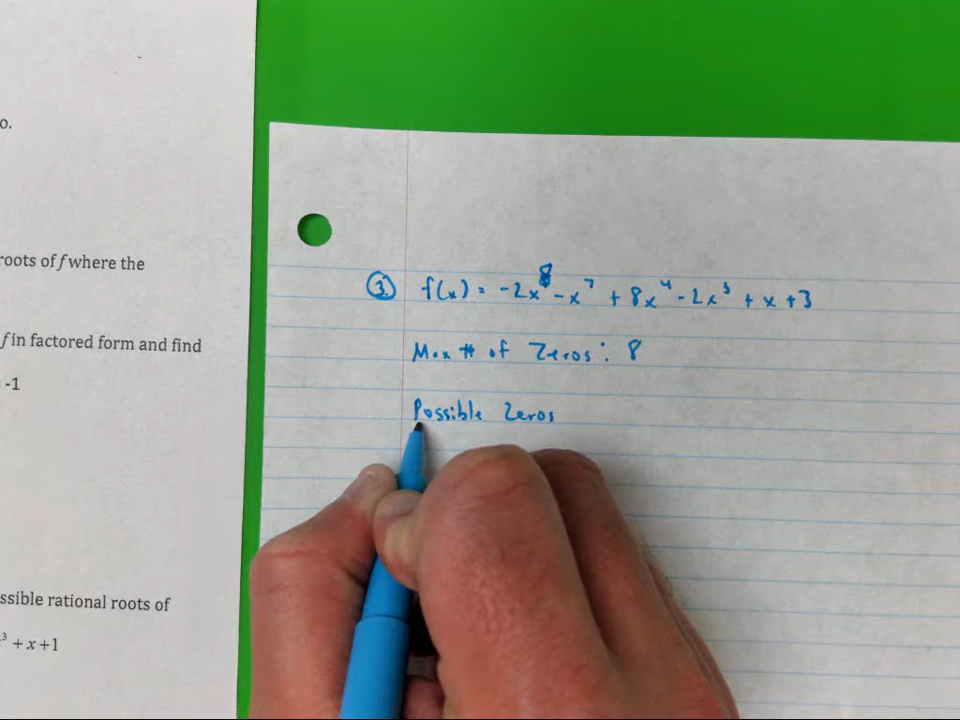 o.
roots of f where the
f in factored form and find
-1
ssible rational roots of
³ + x +1
③ f(x) = -2x⁸ - x⁷ + 8x⁴ - 2x³ + x + 3
Max # of Zeros: 8
Possible Zeros